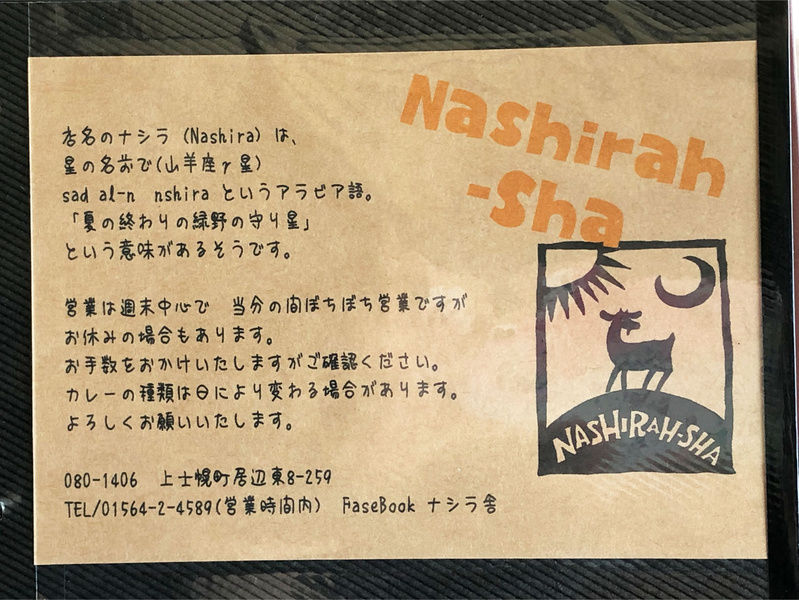 Nashirah
-Sha
店名のナシラ (Nashira) は、
星の名前で(山羊座γ星)
sad al-n nshira というアラビア語。
「夏の終わりの緑野の守り星」
という意味があるそうです。
営業は週末中心で 当分の間ぼちぼち営業ですが
お休みの場合もあります。
お手数をおかけいたしますがご確認ください。
カレーの種類は日により変わる場合があります。
よろしくお願いいたします。
080-1406 上士幌町居辺東8-259
TEL/01564-2-4589(営業時間内) FaseBook ナシラ舎
NASHiRAH-SHA